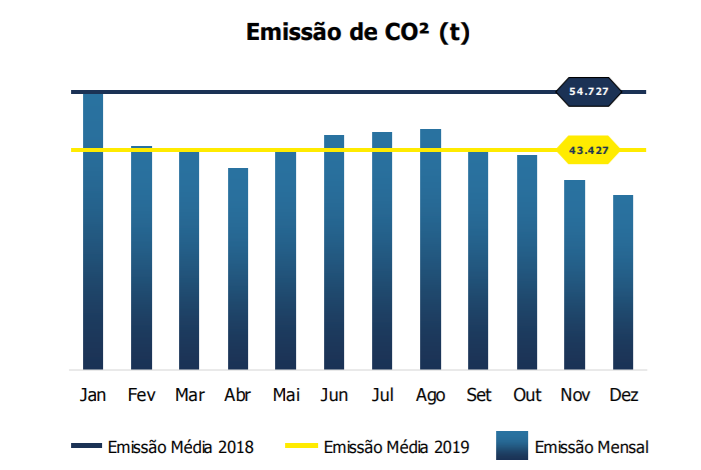 Emissão de CO² (t)
54.727
43.427
Jan Fev Mar Abr Mai Jun Jul Ago Set Out Nov Dez
Emissão Média 2018 Emissão Média 2019 Emissão Mensal